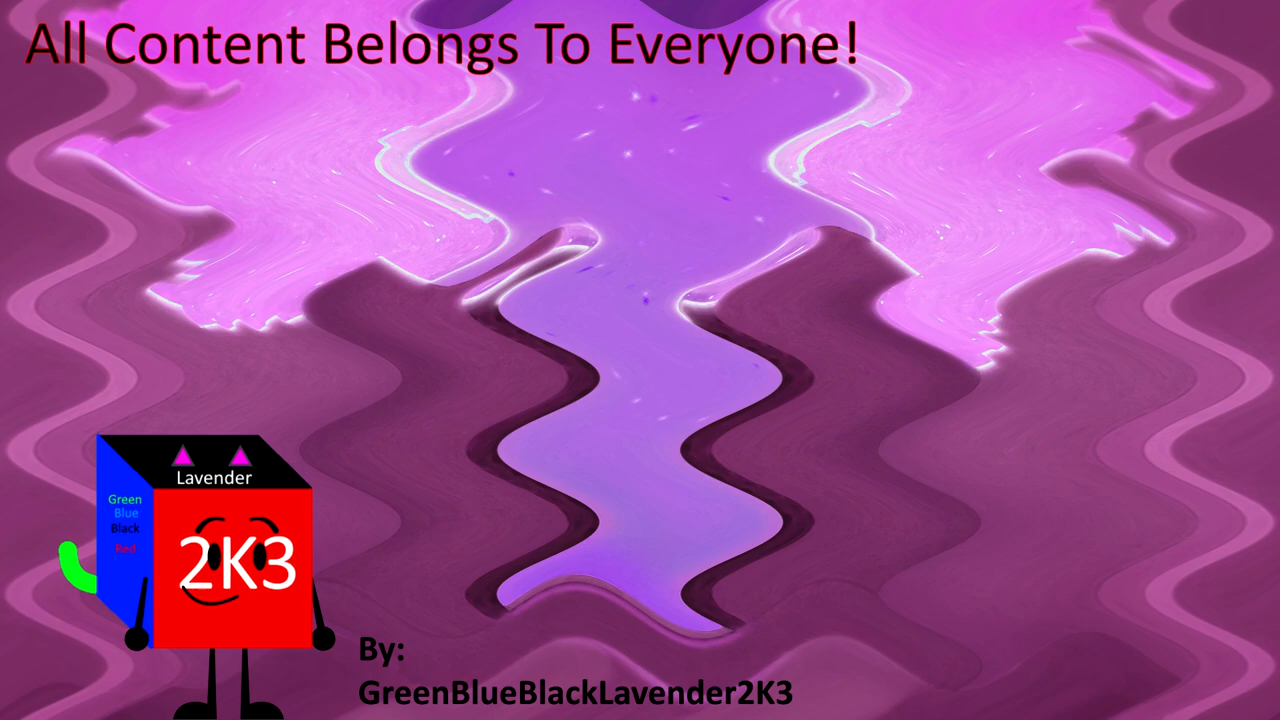 All Content Belongs To Everyone!
Lavender
Green
Blue
Black
Red
2K3
By:
GreenBlueBlackLavender2K3